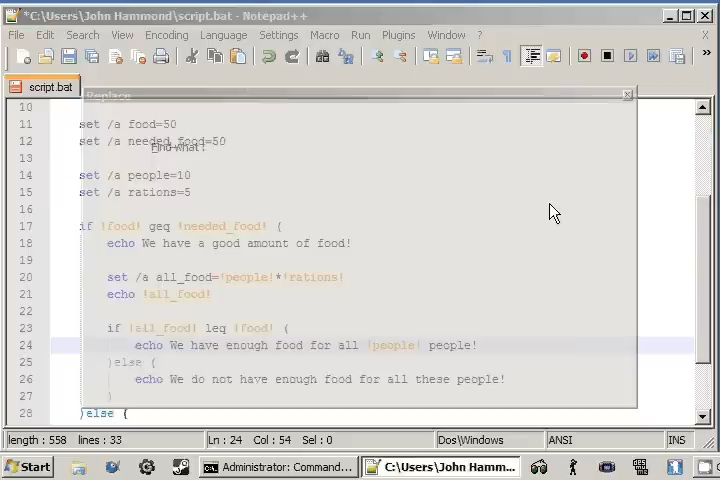 *C:\Users\John Hammond\script.bat - Notepad++
File Edit Search View Encoding Language Settings Macro Run Plugins Window ? X
script.bat
Replace
Find what :
10
11 set /a food=50
12 set /a needed_food=50
13
14 set /a people=10
15 set /a rations=5
16
17 if !food! geq !needed_food! (
18 echo We have a good amount of food!
19
20 set /a all_food=!people!*!rations!
21 echo !all_food!
22
23 if !all_food! leq !food! (
24 echo We have enough food for all !people! people!
25 )else (
26 echo We do not have enough food for all these people!
27 )
28 )else (
length : 558 lines : 33 Ln : 24 Col : 54 Sel : 0 Dos\Windows ANSI INS
Start Administrator: Command... C:\Users\John Hamm...